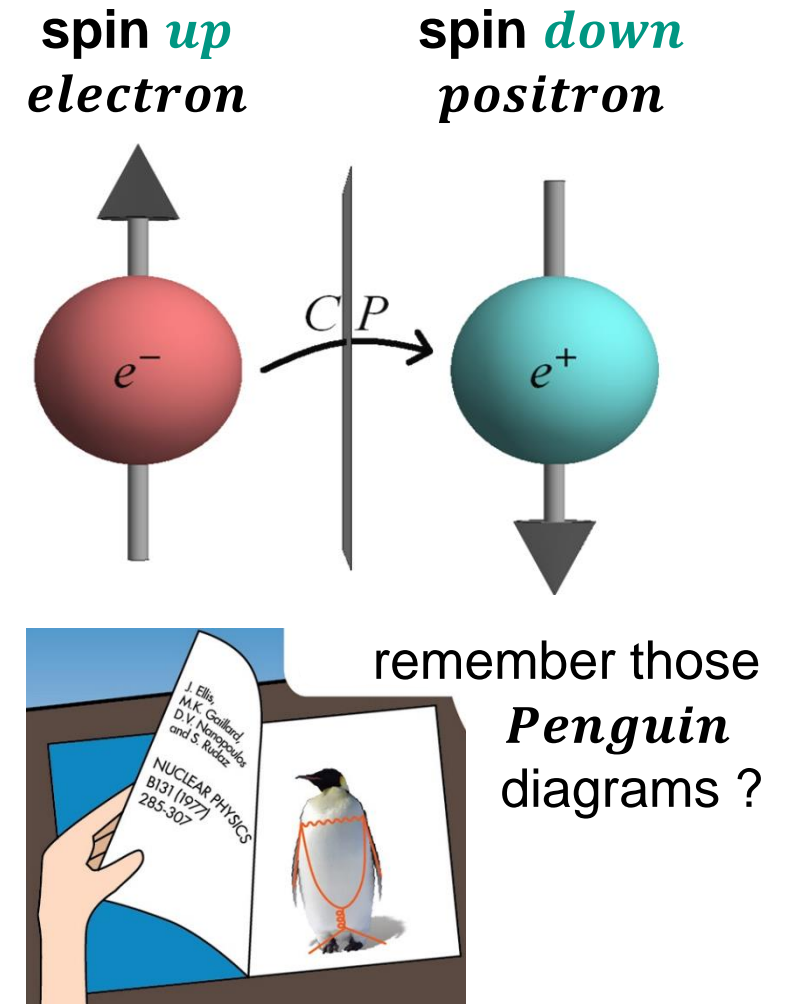 spin up
electron
spin down
positron
C P
e⁻
e⁺
remember those
Penguin
diagrams ?
J. Ellis,
M.K. Gaillard,
D.V. Nanopoulos
and S. Rudaz
NUCLEAR PHYSICS
B131 (1977)
285-307